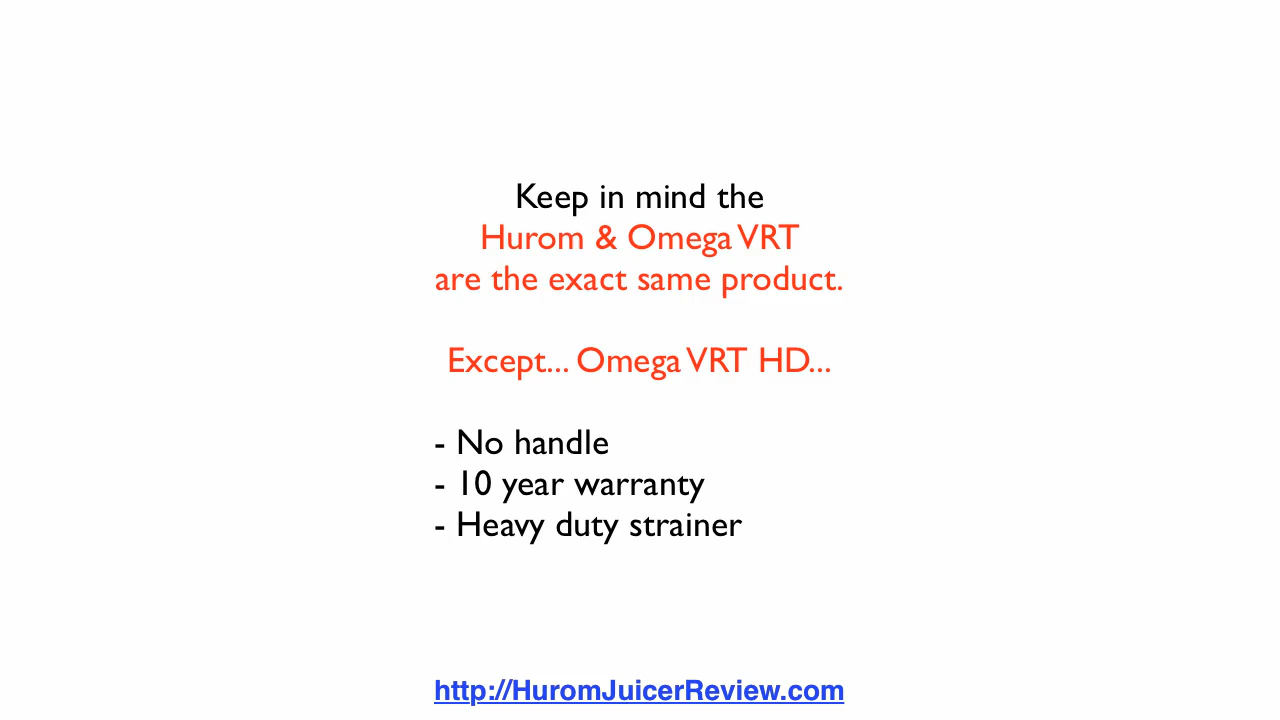 Keep in mind the
Hurom & Omega VRT
are the exact same product.
Except... Omega VRT HD...
- No handle
- 10 year warranty
- Heavy duty strainer
http://HuromJuicerReview.com